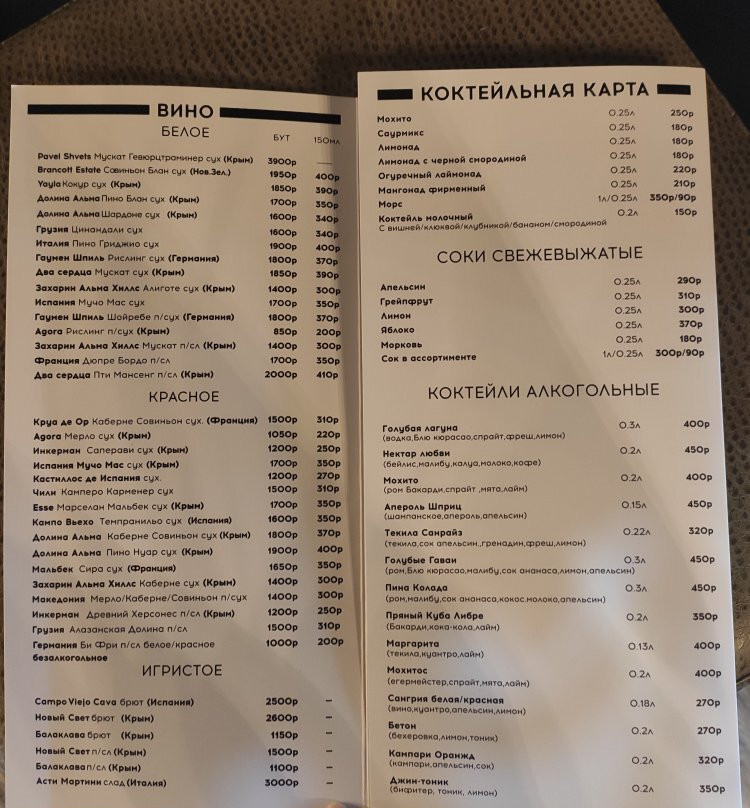 ВИНО
БЕЛОЕ БУТ 150мл
Pavel Shvets Мускат Гевюрцтраминер сух (Крым) 3900р —
Brancott Estate Совиньон Блан сух (Нов.Зел.) 1950р 400р
Yayla Кокур сух (Крым) 1850р 390р
Долина Альма Пино Блан сух (Крым) 1700р 350р
Долина Альма Шардоне сух (Крым) 1600р 340р
Грузия Цинандали сух 1600р 340р
Италия Пино Гриджио сух 1900р 400р
Гаумен Шпиль Рислинг сух (Германия) 1800р 370р
Два сердца Мускат сух (Крым) 1850р 390р
Захарин Альма Хиллс Алиготе сух (Крым) 1400р 300р
Испания Мучо Мас сух 1700р 350р
Гаумен Шпиль Шойребе п/сух (Германия) 1800р 370р
Agora Рислинг п/сух (Крым) 850р 200р
Захарин Альма Хиллс Мускат п/сл (Крым) 1400р 300р
Франция Дюпре Бордо п/сл 1700р 350р
Два сердца Пти Мансенг п/сл (Крым) 2000р 410р
КРАСНОЕ
Круа де Ор Каберне Совиньон сух. (Франция) 1500р 310р
Agora Мерло сух (Крым) 1050р 220р
Инкерман Саперави сух (Крым) 1200р 250р
Испания Мучо Мас сух (Крым) 1700р 350р
Кастиллос де Испания сух. 1200р 270р
Чили Камперо Карменер сух 1500р 310р
Esse Марселан Мальбек сух (Крым) 1700р 350р
Кампо Вьехо Темпранильо сух (Испания) 1600р 350р
Долина Альма Каберне Совиньон сух (Крым) 1800р 370р
Долина Альма Пино Нуар сух (Крым) 1900р 400р
Мальбек Сира сух (Франция) 1650р 350р
Захарин Альма Хиллс Каберне сух (Крым) 1400р 300р
Македония Мерло/Каберне/Совиньон п/сух 1400р 300р
Инкерман Древний Херсонес п/сл (Крым) 1200р 250р
Грузия Алазанская Долина п/сл 1500р 310р
Германия Би Фри п/сл белое/красное 1000р 200р
безалкогольное
ИГРИСТОЕ
Campo Viejo Cava брют (Испания) 2500р —
Новый Свет брют (Крым) 2600р —
Балаклава брют (Крым) 1150р —
Новый Свет п/сл (Крым) 1500р —
Балаклава п/сл (Крым) 1100р —
Асти Мартини слад (Италия) 3000р —
КОКТЕЙЛЬНАЯ КАРТА
Мохито 0.25л 250р
Саурмикс 0.25л 180р
Лимонад 0.25л 180р
Лимонад с черной смородиной 0.25л 180р
Огуречный лаймонад 0.25л 220р
Мангонад фирменный 0.25л 210р
Морс 1л/0.25л 350р/90р
Коктейль молочный 0.2л 150р
С вишней/клюквой/клубникой/бананом/смородиной
СОКИ СВЕЖЕВЫЖАТЫЕ
Апельсин 0.25л 290р
Грейпфрут 0.25л 310р
Лимон 0.25л 300р
Яблоко 0.25л 370р
Морковь 0.25л 180р
Сок в ассортименте 1л/0.25л 300р/90р
КОКТЕЙЛИ АЛКОГОЛЬНЫЕ
Голубая лагуна 0.3л 400р
(водка,Блю кюрасао,спрайт,фреш,лимон)
Нектар любви 0.2л 450р
(бейлис,малибу,калуа,молоко,кофе)
Мохито 0.2л 400р
(ром Бакарди,спрайт ,мята,лайм)
Апероль Шприц 0.15л 450р
(шампанское,апероль,апельсин)
Текила Санрайз 0.22л 320р
(текила,сок апельсин,,гренадин,фреш,лимон)
Голубые Гаваи 0.3л 450р
(ром,Блю кюрасао,малибу,сок ананаса,лимон,апельсин)
Пина Колада 0.3л 450р
(ром,малибу,сок ананаса,кокос,молоко,апельсин)
Пряный Куба Либре 0.2л 350р
(Бакарди,кока-кола,лайм)
Маргарита 0.13л 400р
(текила,куантро,лайм)
Мохитос 0.2л 400р
(егермейстер,спрайт,мята,лайм)
Сангрия белая/красная 0.18л 270р
(вино,куантро,апельсин,лимон)
Бетон 0.2л 270р
(бехеровка,лимон,тоник)
Кампари Оранжд 0.2л 320р
(кампари,апельсин,сок)
Джин-тоник 0.2л 350р
(бифитер, тоник, лимон)